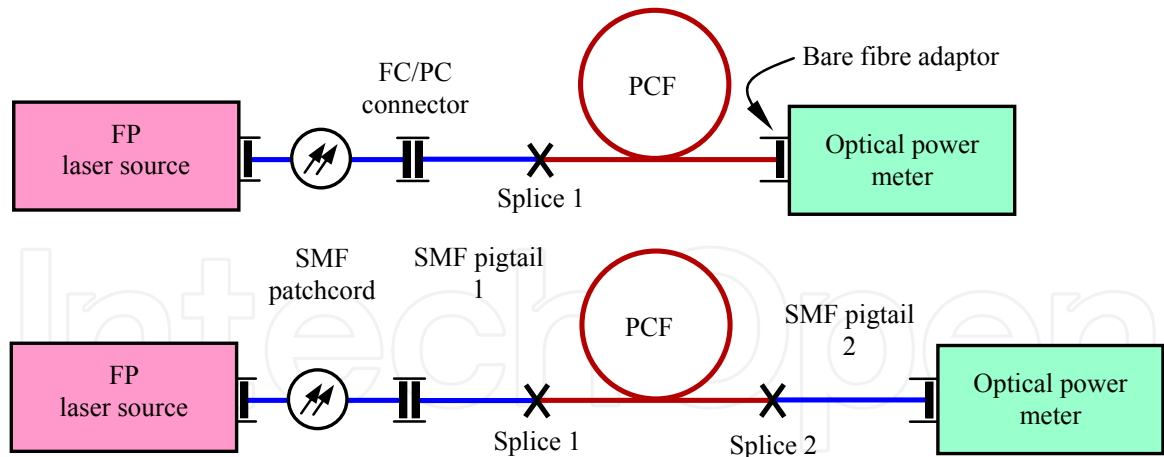 FP
laser source
FC/PC
connector
Splice 1
PCF
Bare fibre adaptor
Optical power
meter
SMF
patchcord
SMF pigtail
1
FP
laser source
Splice 1
PCF
Splice 2
SMF pigtail
2
Optical power
meter
IntechOpen